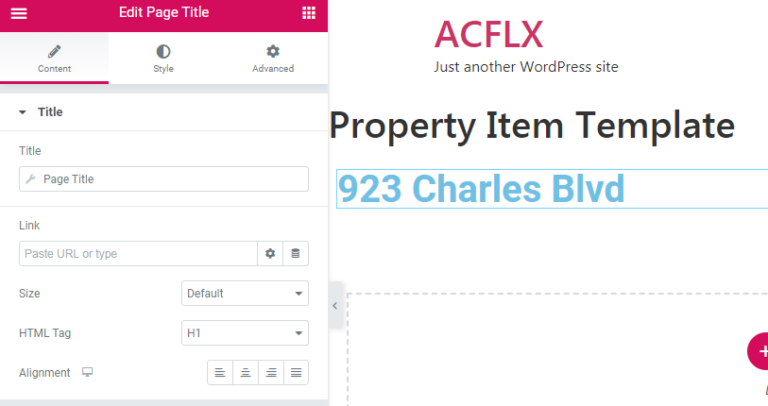 Edit Page Title
Content
Style
Advanced
Title
Title
Page Title
Link
Paste URL or type
Size
Default
HTML Tag
H1
Alignment
ACFLX
Just another WordPress site
Property Item Template
923 Charles Blvd